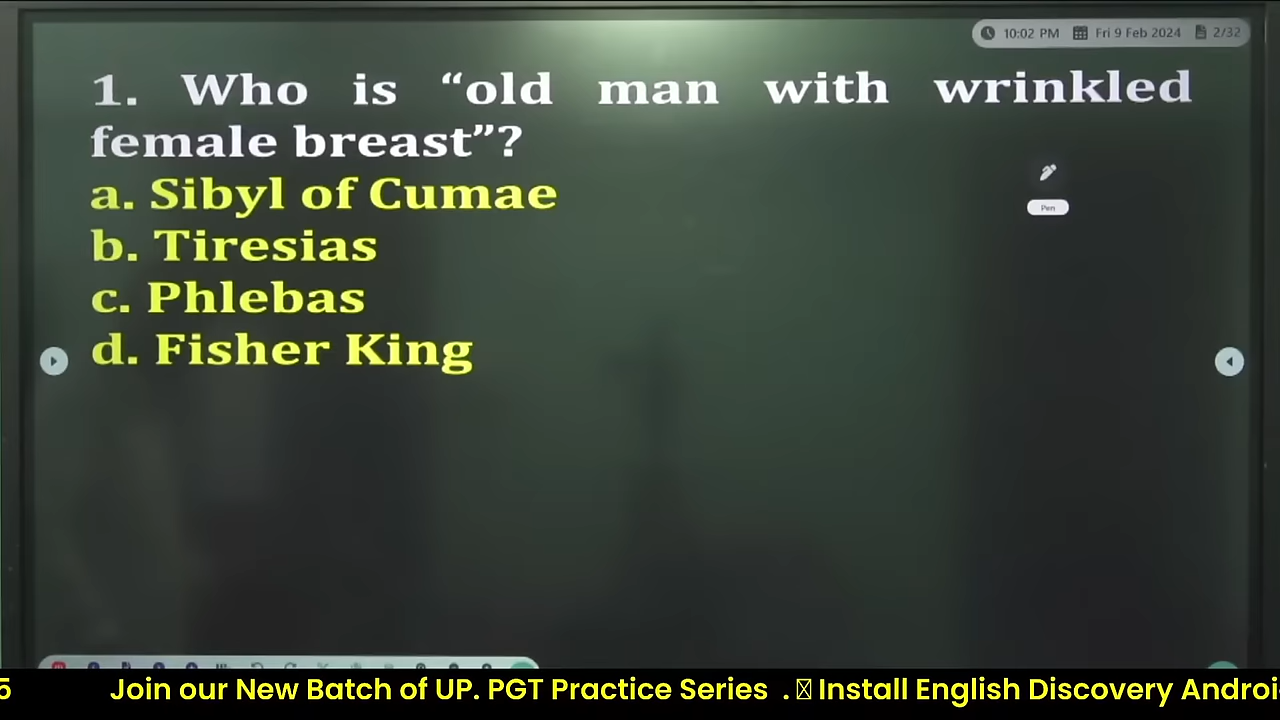 10:02 PM Fri 9 Feb 2024 2/32
1. Who is “old man with wrinkled
female breast”?
a. Sibyl of Cumae
b. Tiresias
c. Phlebas
d. Fisher King
Pen
5 Join our New Batch of UP. PGT Practice Series . Install English Discovery Androi